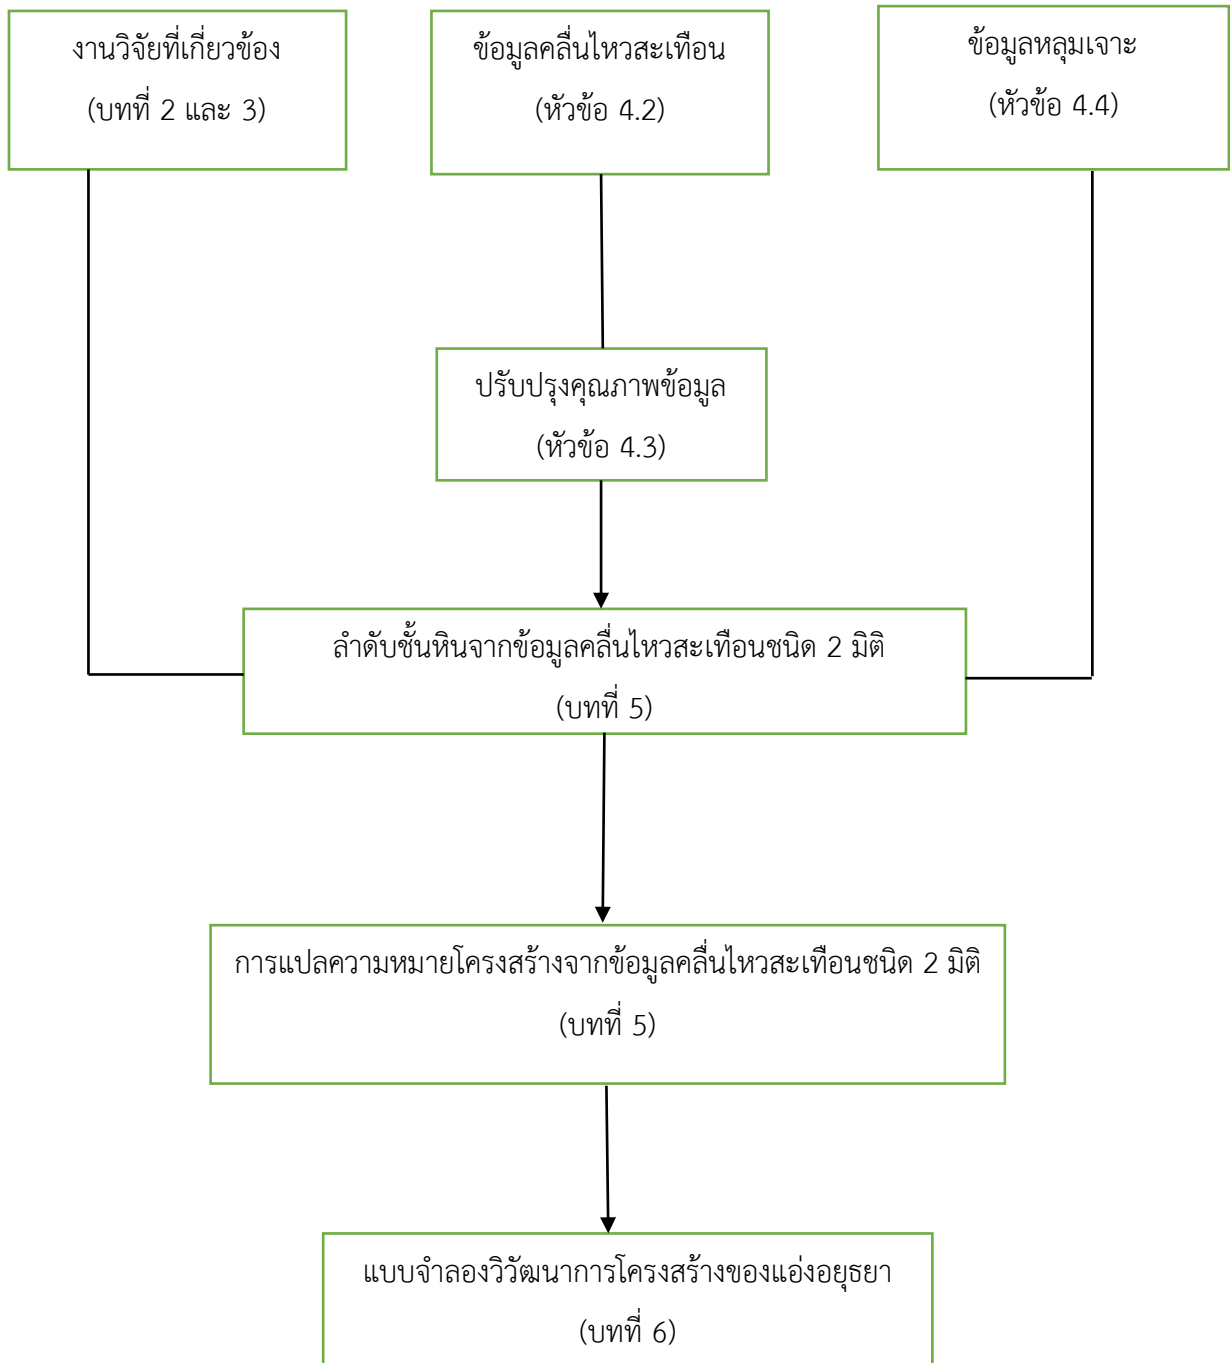 งานวิจัยที่เกี่ยวข้อง
(บทที่ 2 และ 3)
ข้อมูลคลื่นไหวสะเทือน
(หัวข้อ 4.2)
ข้อมูลหลุมเจาะ
(หัวข้อ 4.4)
ปรับปรุงคุณภาพข้อมูล
(หัวข้อ 4.3)
ลำดับชั้นหินจากข้อมูลคลื่นไหวสะเทือนชนิด 2 มิติ
(บทที่ 5)
การแปลความหมายโครงสร้างจากข้อมูลคลื่นไหวสะเทือนชนิด 2 มิติ
(บทที่ 5)
แบบจำลองวิวัฒนาการโครงสร้างของแอ่งอยุธยา
(บทที่ 6)